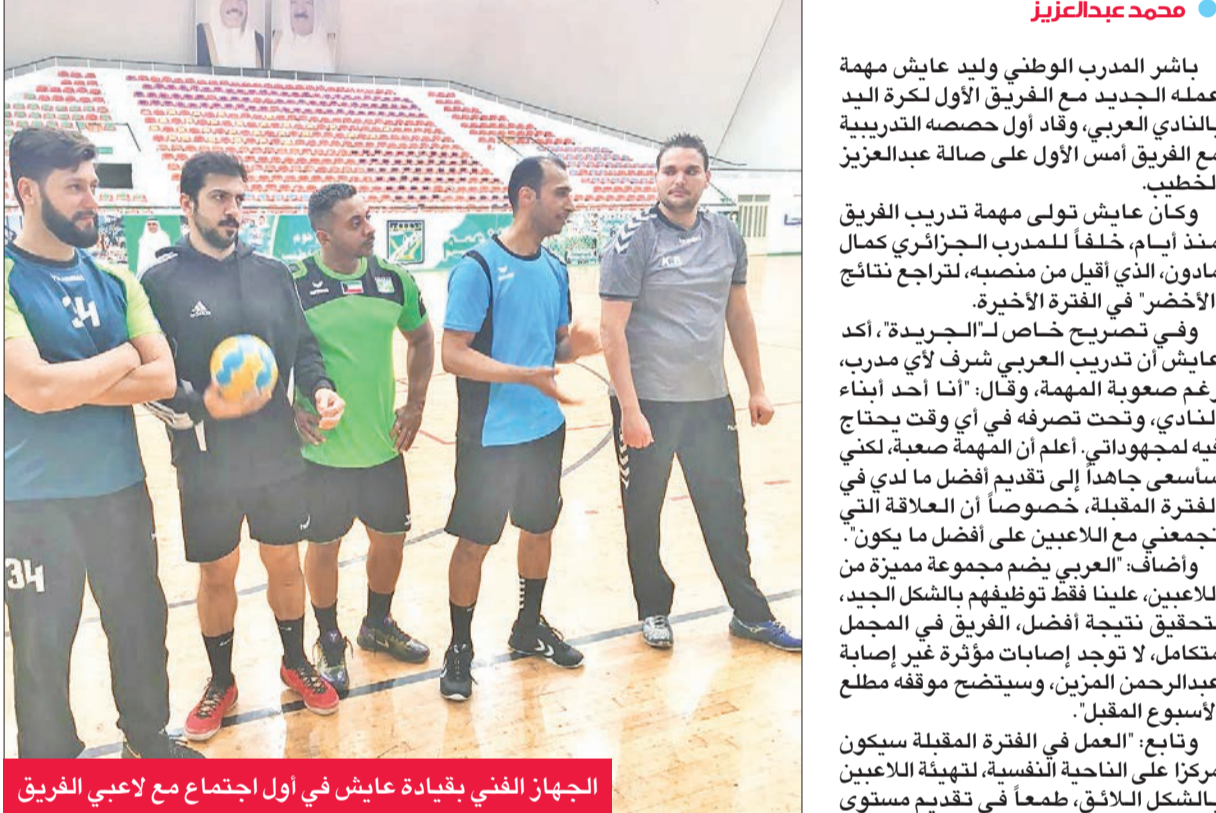 محمد عبدالعزيز
باشر المدرب الوطني وليد عايش مهمة
عمله الجديد مع الفريق الأول لكرة اليد
بالنادي العربي، وقاد أول حصصه التدريبية
مع الفريق أمس الأول على صالة عبدالعزيز
الخطيب.
وكان عايش تولى مهمة تدريب الفريق
منذ أيام، خلفاً للمدرب الجزائري كمال
مادون، الذي أقيل من منصبه، لتراجع نتائج
"الأخضر" في الفترة الأخيرة.
وفي تصريح خاص لـ"الجريدة"، أكد
عايش أن تدريب العربي شرف لأي مدرب،
رغم صعوبة المهمة، وقال: "أنا أحد أبناء
النادي، وتحت تصرفه في أي وقت يحتاج
فيه لمجهوداتي. أعلم أن المهمة صعبة، لكني
سأسعى جاهداً إلى تقديم أفضل ما لدي في
الفترة المقبلة، خصوصاً أن العلاقة التي
تجمعني مع اللاعبين على أفضل ما يكون".
وأضاف: "العربي يضم مجموعة مميزة من
اللاعبين، علينا فقط توظيفهم بالشكل الجيد،
لتحقيق نتيجة أفضل، الفريق في المجمل
متكامل، لا توجد إصابات مؤثرة غير إصابة
عبدالرحمن المزين، وسيتضح موقفه مطلع
الأسبوع المقبل".
وتابع: "العمل في الفترة المقبلة سيكون
مركزا على الناحية النفسية، لتهيئة اللاعبين
بالشكل اللائق، طمعاً في تقديم مستوى
34
adidas
K.B
34
الجهاز الفني بقيادة عايش في أول اجتماع مع لاعبي الفريق